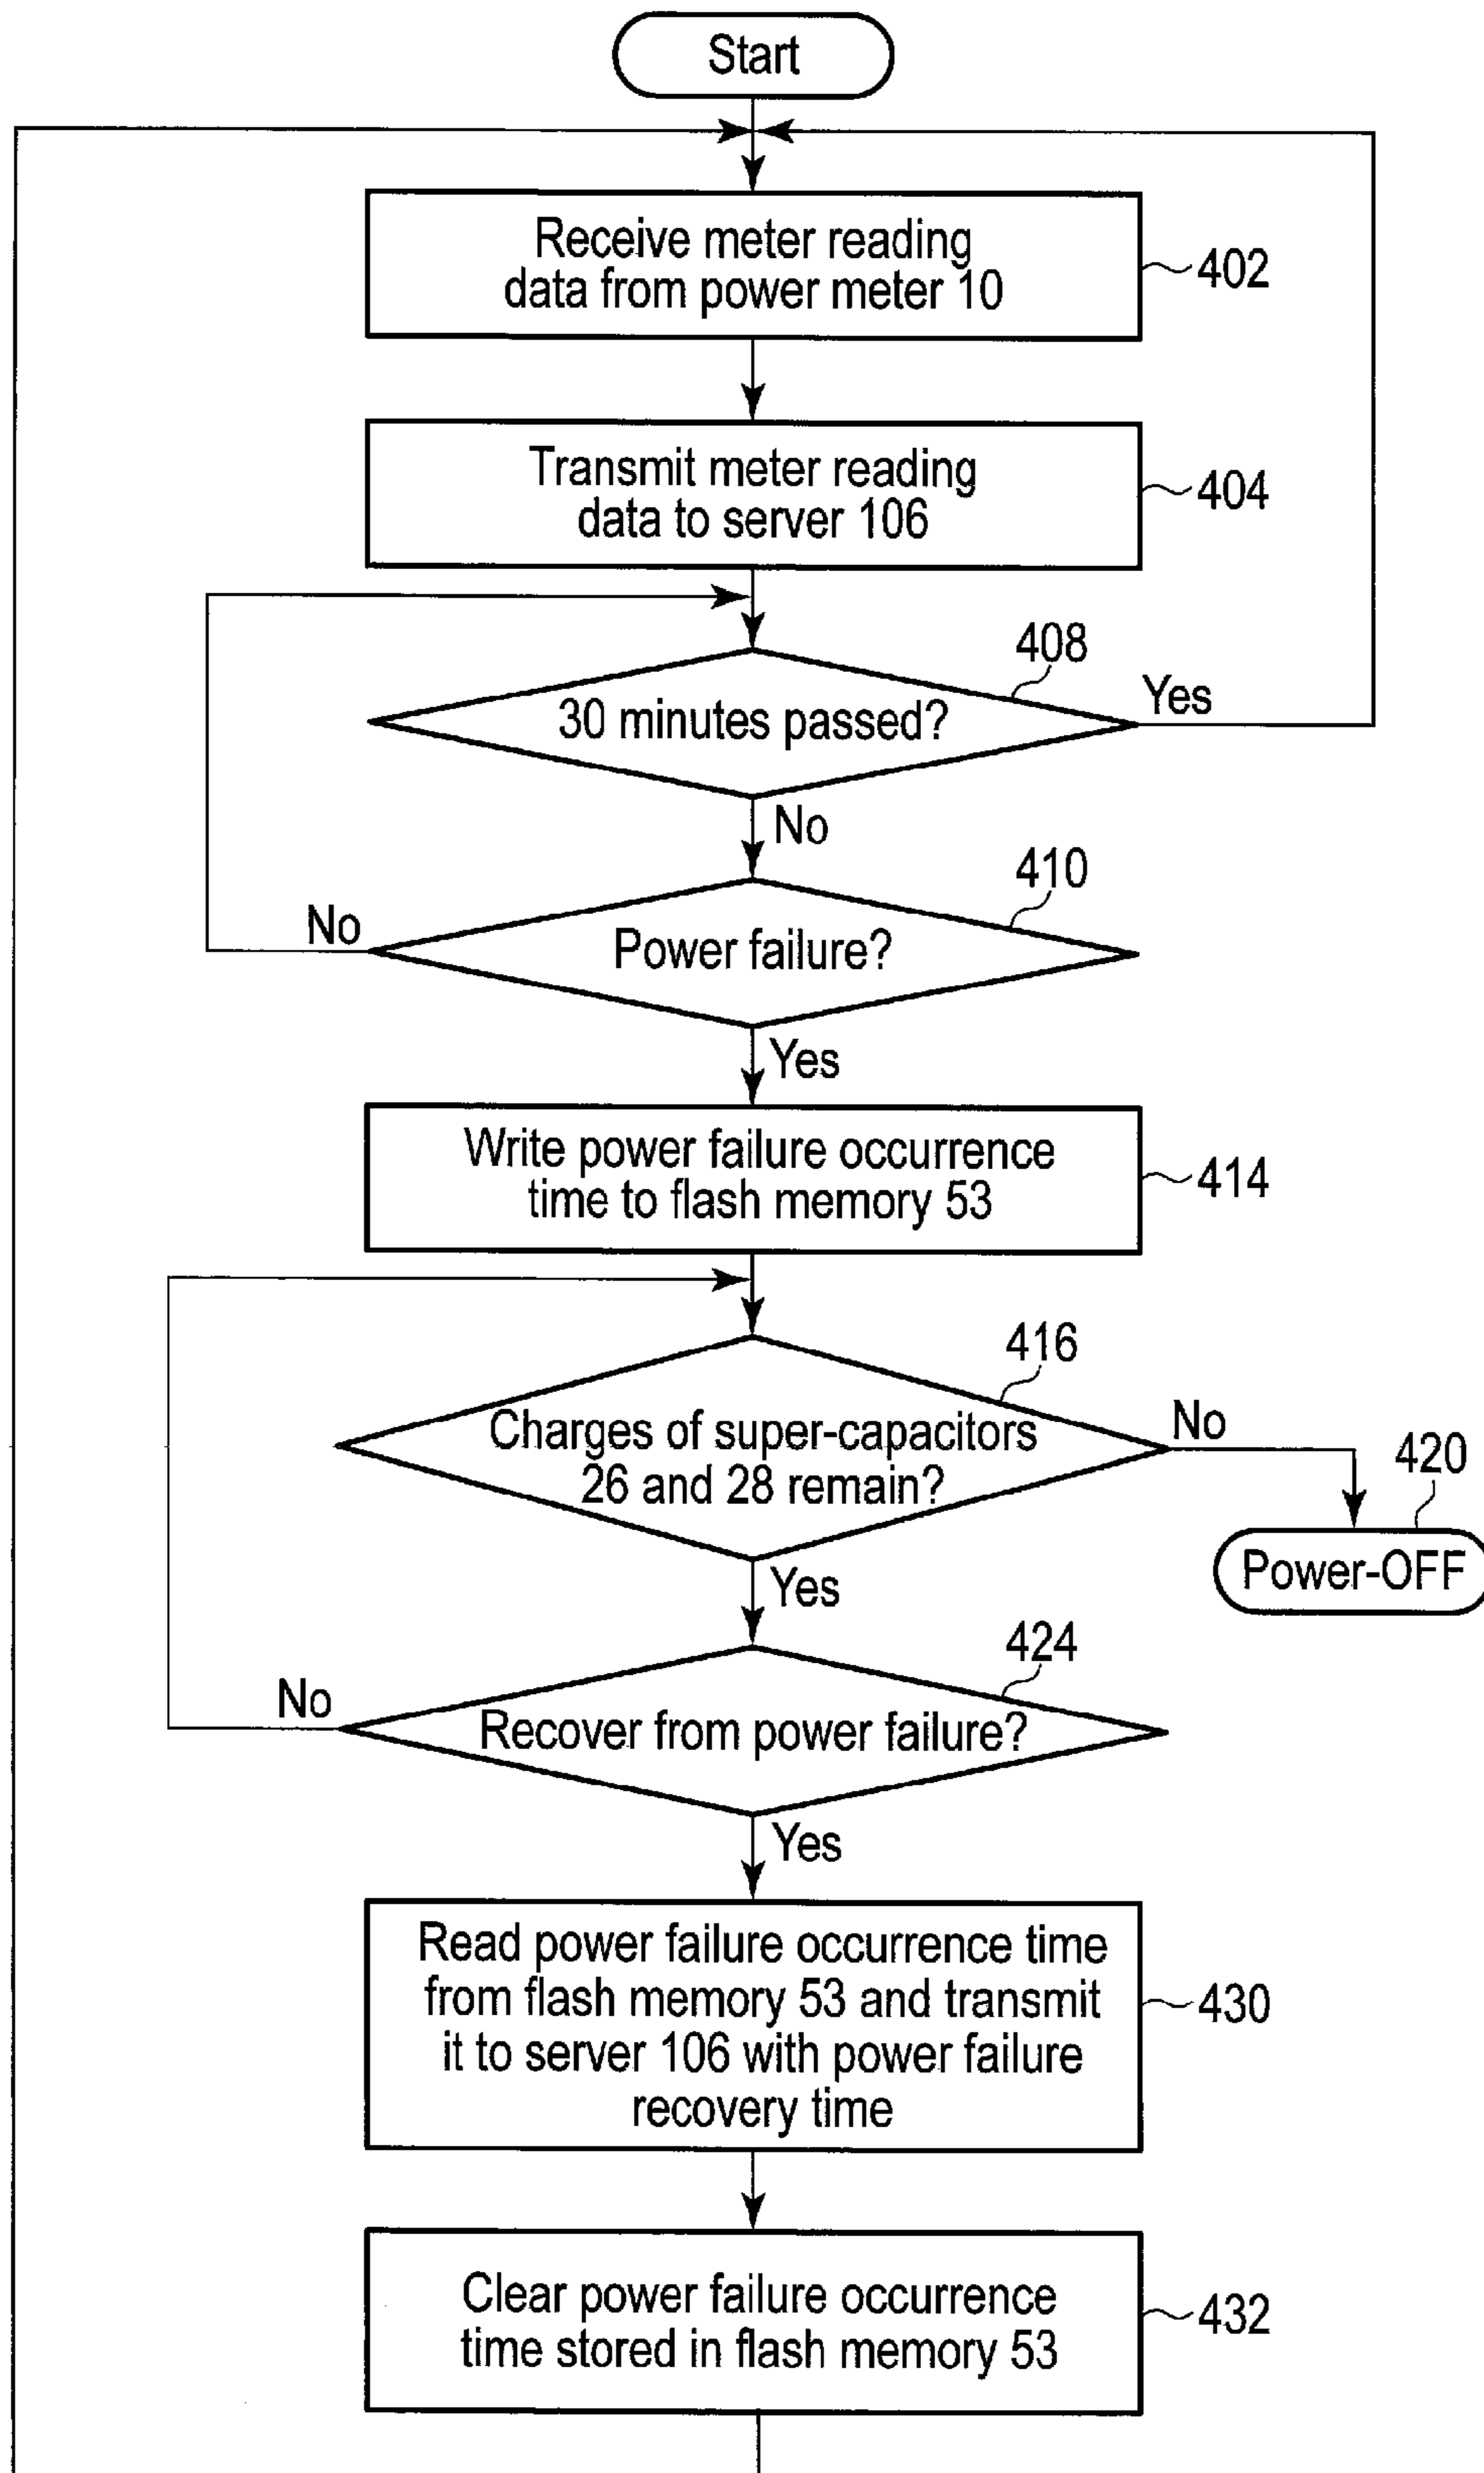 Start
Receive meter reading
data from power meter 10
402
Transmit meter reading
data to server 106
404
408
30 minutes passed?
Yes
No
410
Power failure?
No
Yes
Write power failure occurrence
time to flash memory 53
414
416
Charges of super-capacitors
26 and 28 remain?
No
420
Power-OFF
Yes
424
Recover from power failure?
No
Yes
Read power failure occurrence time
from flash memory 53 and transmit
it to server 106 with power failure
recovery time
430
Clear power failure occurrence
time stored in flash memory 53
432